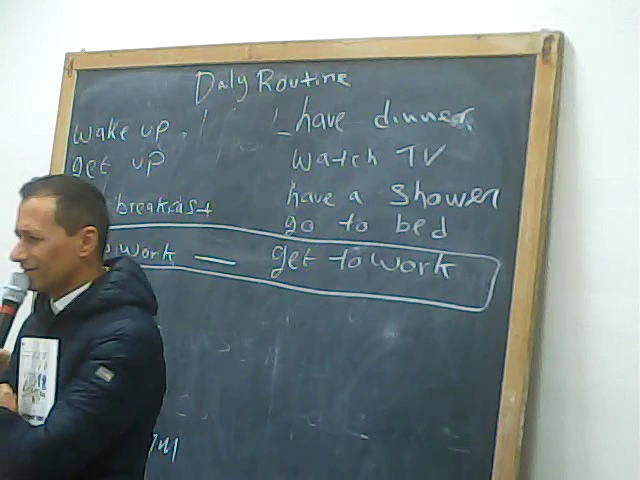 Daly Routine
wake up
get up
breakfast
work — get to work
have dinner
watch TV
have a shower
go to bed